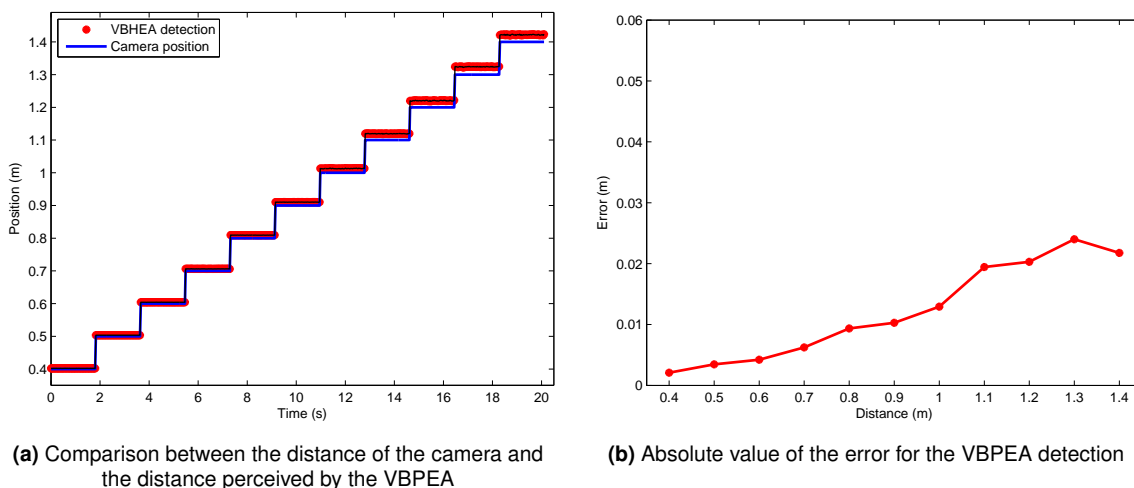 VBHEA detection
Camera position
1.4
1.3
1.2
1.1
1
0.9
0.8
0.7
0.6
0.5
0.4
Position (m)
0 2 4 6 8 10 12 14 16 18 20
Time (s)
(a) Comparison between the distance of the camera and
the distance perceived by the VBPEA
0.06
0.05
0.04
0.03
0.02
0.01
0
Error (m)
0.4 0.5 0.6 0.7 0.8 0.9 1 1.1 1.2 1.3 1.4
Distance (m)
(b) Absolute value of the error for the VBPEA detection